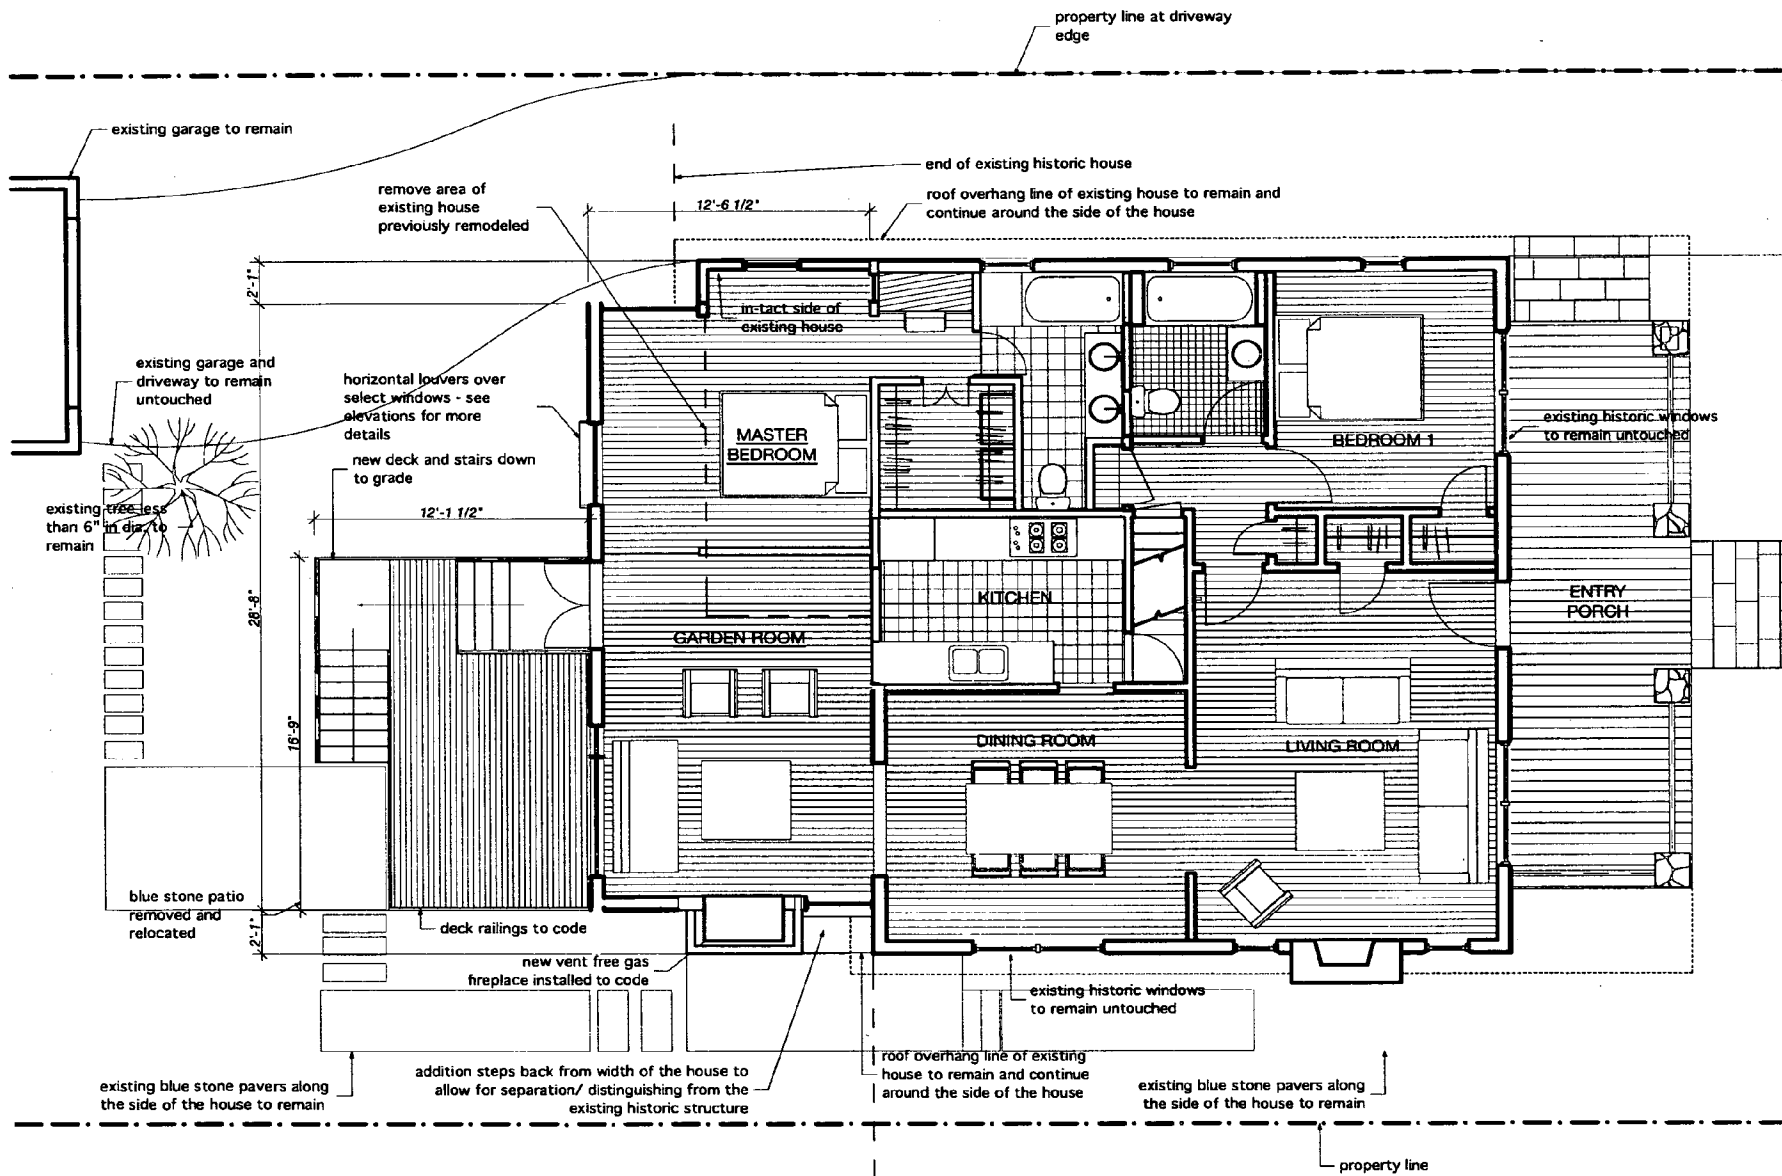 property line at driveway
edge
existing garage to remain
end of existing historic house
remove area of
existing house
previously remodeled
12'-6 1/2"
roof overhang line of existing house to remain and
continue around the side of the house
2'-1"
in-tact side of
existing house
existing garage and
driveway to remain
untouched
horizontal louvers over
select windows - see
elevations for more
details
MASTER
BEDROOM
BEDROOM 1
existing historic windows
to remain untouched
new deck and stairs down
to grade
existing tree less
than 6" in dia. to
remain
12'-1 1/2"
28'-8"
KITCHEN
ENTRY
PORCH
GARDEN ROOM
16'-9"
DINING ROOM
LIVING ROOM
blue stone patio
removed and
relocated
2'-1"
deck railings to code
new vent free gas
fireplace installed to code
existing historic windows
to remain untouched
existing blue stone pavers along
the side of the house to remain
addition steps back from width of the house to
allow for separation/ distinguishing from the
existing historic structure
roof overhang line of existing
house to remain and continue
around the side of the house
existing blue stone pavers along
the side of the house to remain
property line